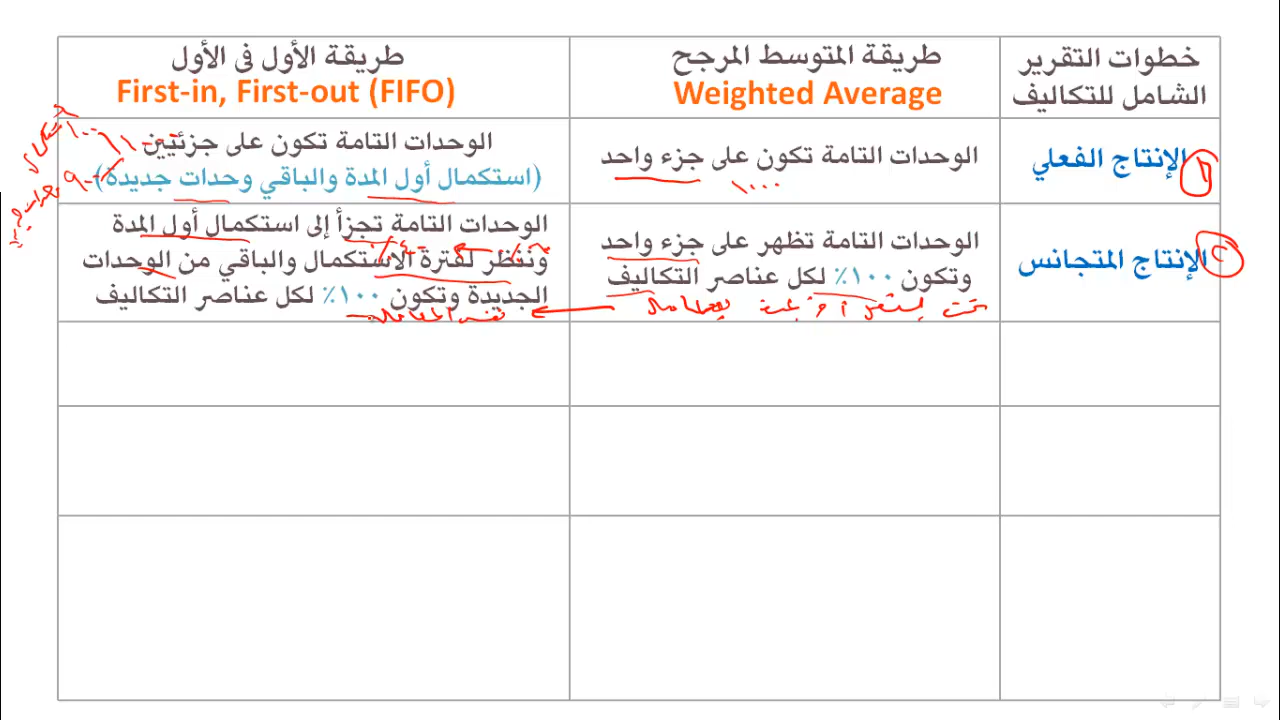 خطوات التقرير
الشامل للتكاليف
طريقة المتوسط المرجح
Weighted Average
طريقة الأول فى الأول
First-in, First-out (FIFO)
الإنتاج الفعلي
الوحدات التامة تكون على جزء واحد
١٠٠٠
الوحدات التامة تكون على جزئيتين
(استكمال أول المدة والباقي وحدات جديدة)
الإنتاج المتجانس
الوحدات التامة تظهر على جزء واحد
وتكون ١٠٠٪ لكل عناصر التكاليف
الوحدات التامة تجزأ إلى استكمال أول المدة
وننظر لفترة الاستكمال والباقي من الوحدات
الجديدة وتكون ١٠٠٪ لكل عناصر التكاليف